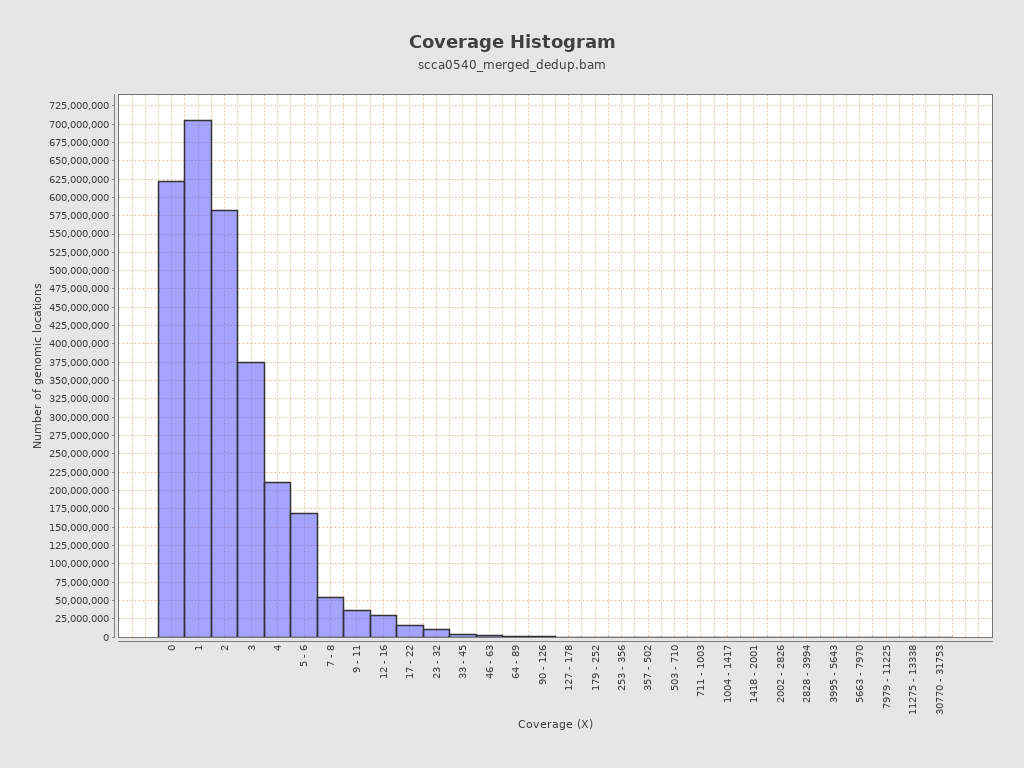 Coverage Histogram
scca0540_merged_dedup.bam
Number of genomic locations
725,000,000
700,000,000
675,000,000
650,000,000
625,000,000
600,000,000
575,000,000
550,000,000
525,000,000
500,000,000
475,000,000
450,000,000
425,000,000
400,000,000
375,000,000
350,000,000
325,000,000
300,000,000
275,000,000
250,000,000
225,000,000
200,000,000
175,000,000
150,000,000
125,000,000
100,000,000
75,000,000
50,000,000
25,000,000
0
0
1
2
3
4
5 - 6
7 - 8
9 - 11
12 - 16
17 - 22
23 - 32
33 - 45
46 - 63
64 - 89
90 - 126
127 - 178
179 - 252
253 - 356
357 - 502
503 - 710
711 - 1003
1004 - 1417
1418 - 2001
2002 - 2826
2828 - 3994
3995 - 5643
5663 - 7970
7979 - 11225
11275 - 13338
30770 - 31753
Coverage (X)